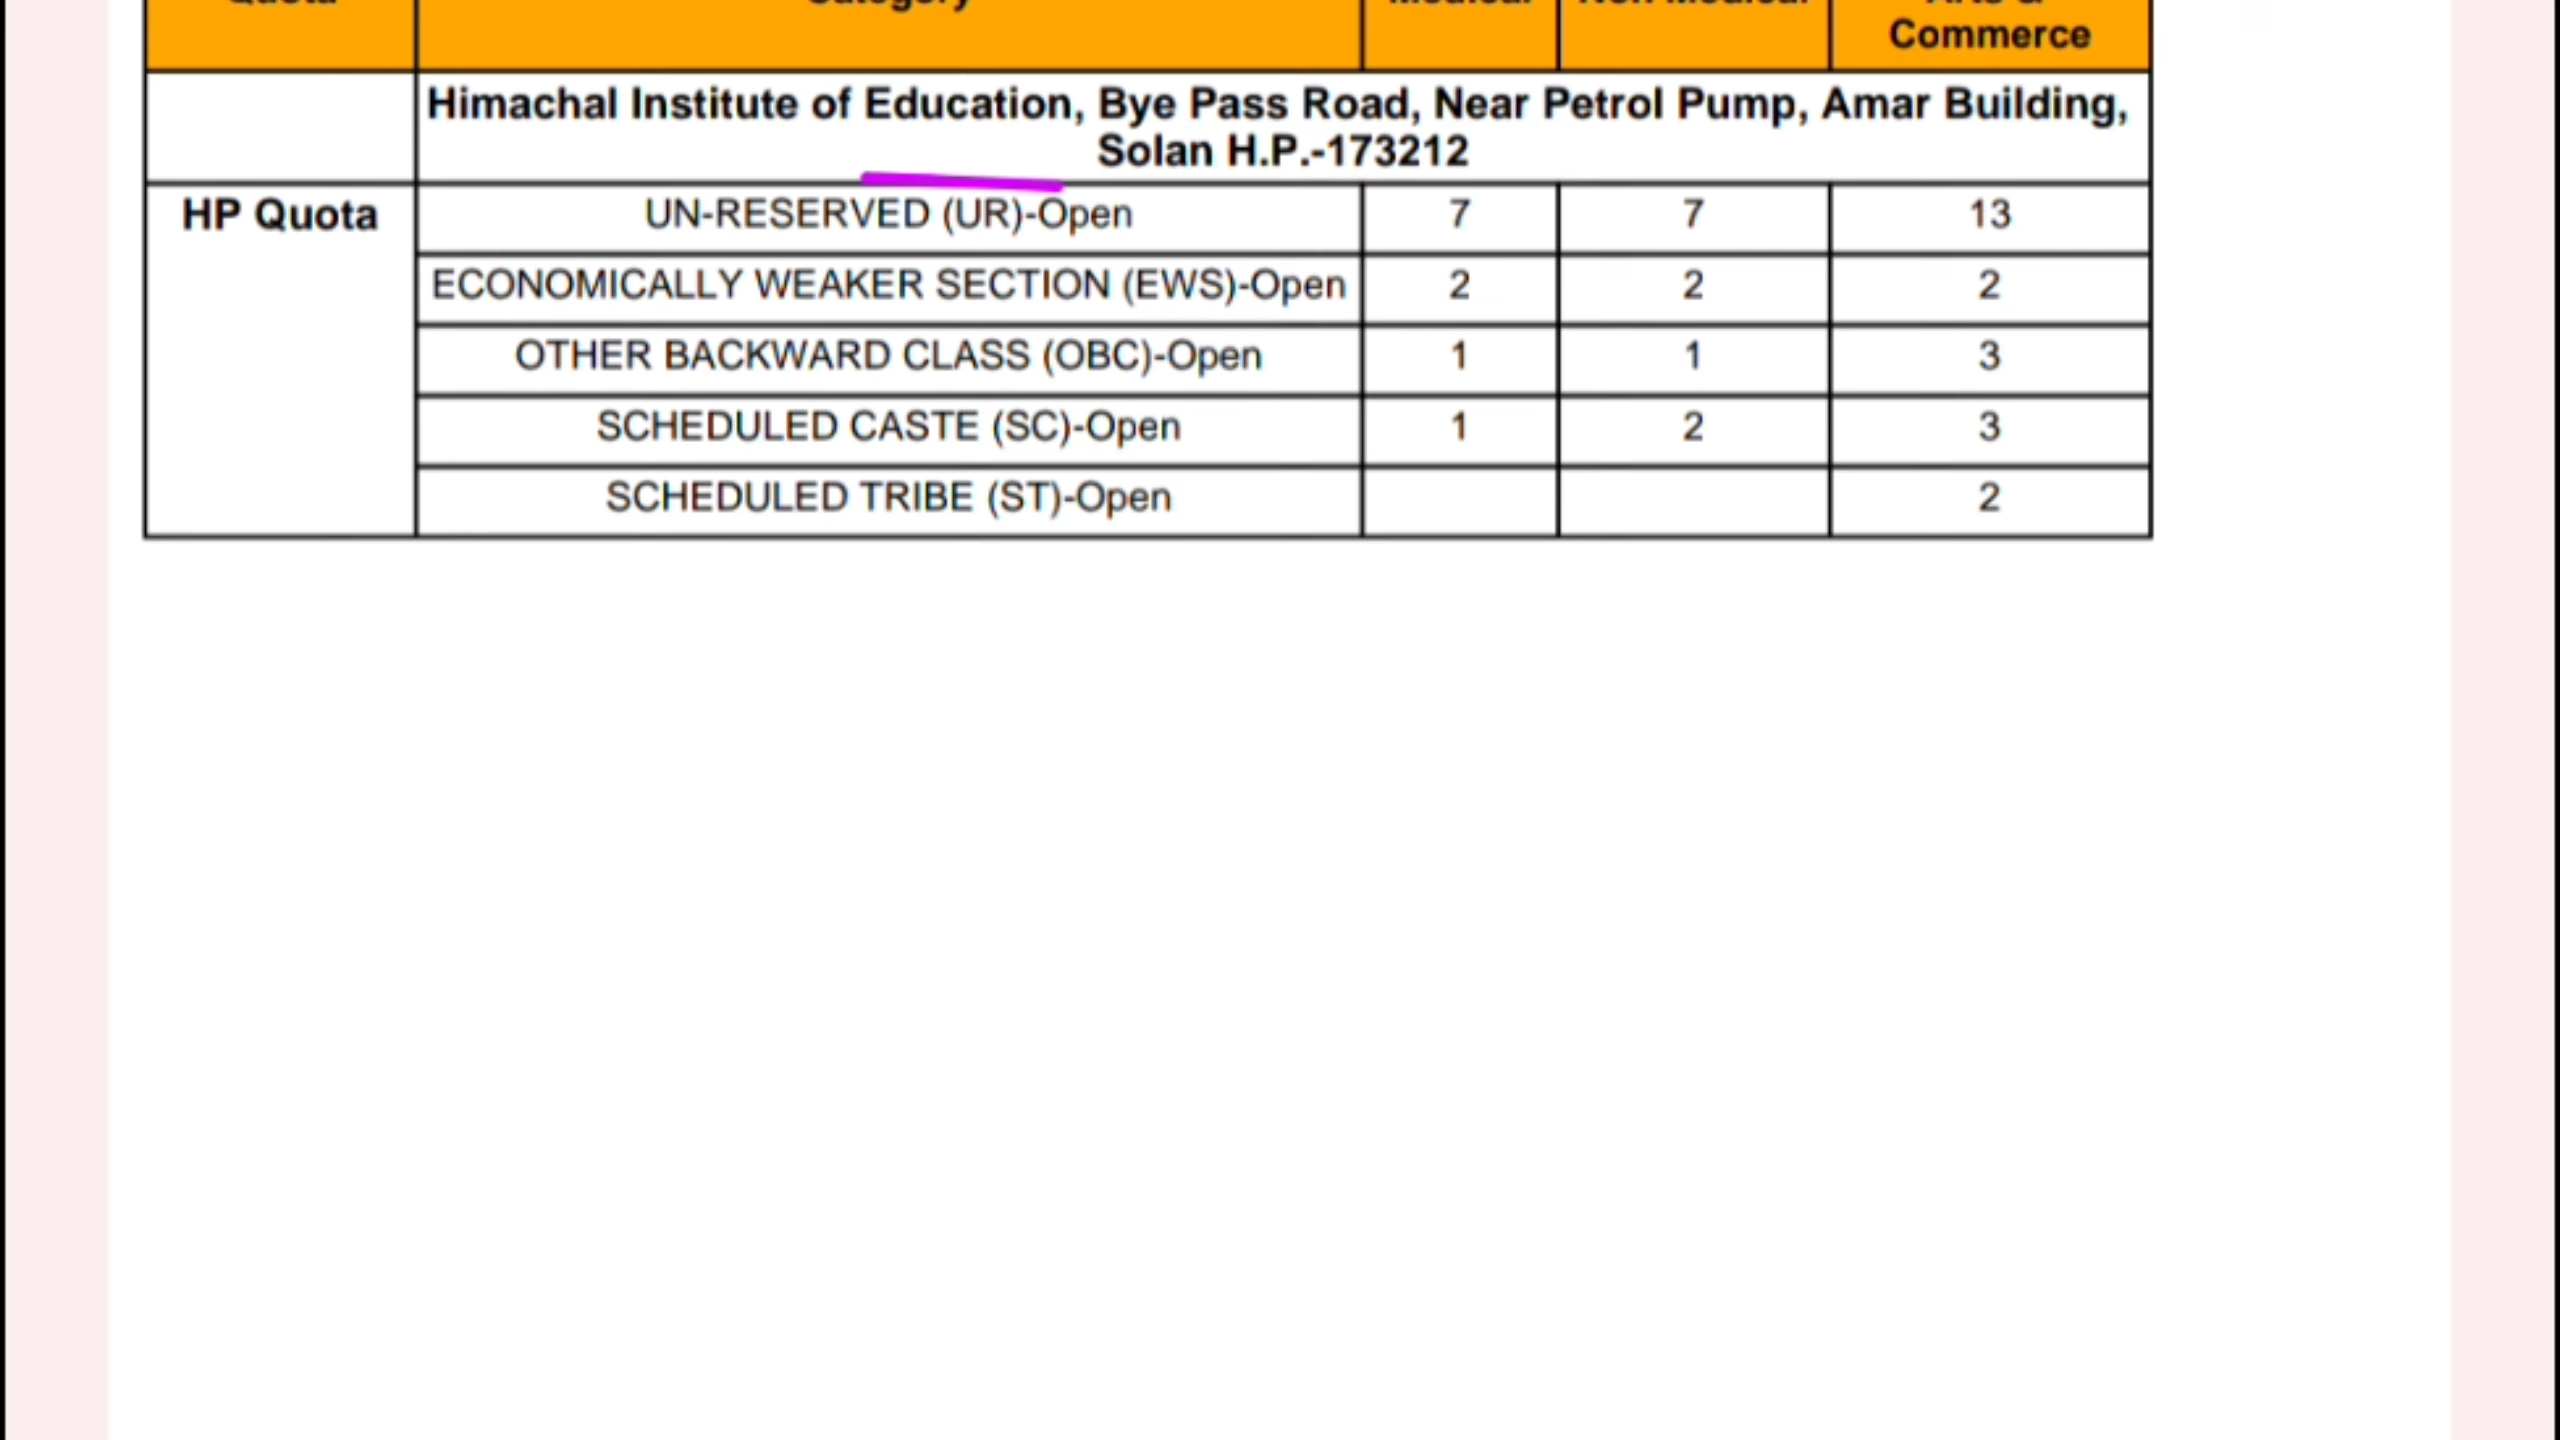 Quota Category Medical Non Medical Arts &
Commerce
Himachal Institute of Education, Bye Pass Road, Near Petrol Pump, Amar Building,
Solan H.P.-173212
HP Quota UN-RESERVED (UR)-Open 7 7 13
ECONOMICALLY WEAKER SECTION (EWS)-Open 2 2 2
OTHER BACKWARD CLASS (OBC)-Open 1 1 3
SCHEDULED CASTE (SC)-Open 1 2 3
SCHEDULED TRIBE (ST)-Open 2